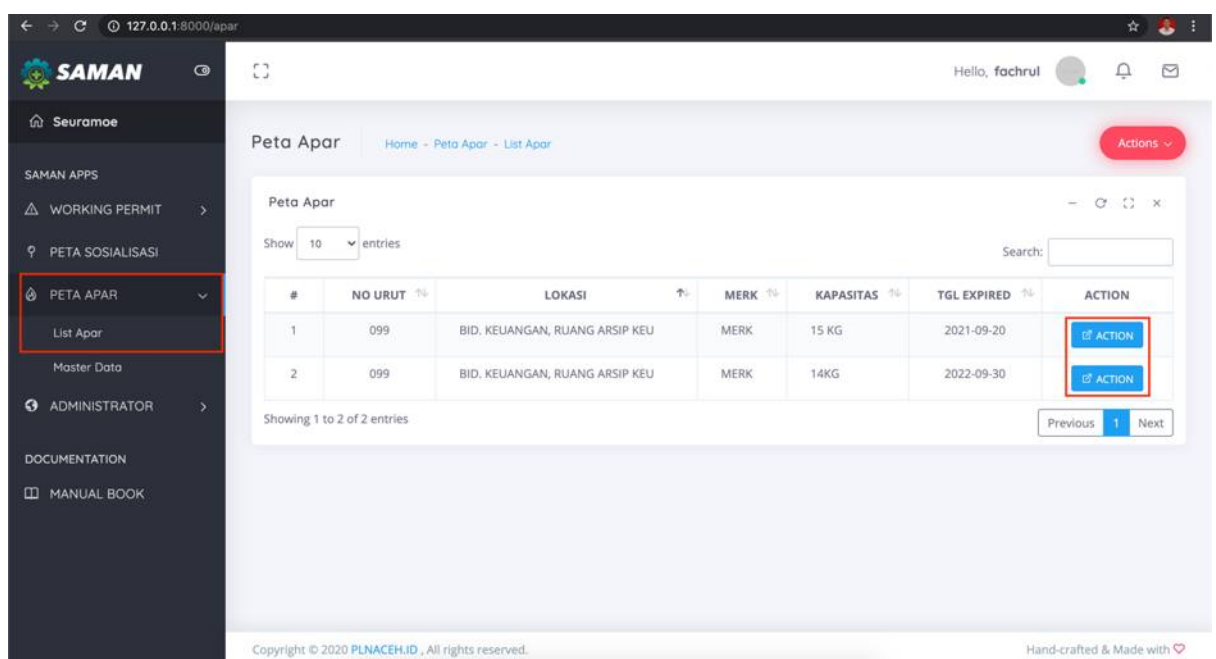 127.0.0.1:8000/apar
SAMAN
Hello, fachrul
Seuramoe
SAMAN APPS
WORKING PERMIT
PETA SOSIALISASI
PETA APAR
List Apar
Master Data
ADMINISTRATOR
DOCUMENTATION
MANUAL BOOK
Peta Apar Home - Peta Apar - List Apar Actions
Peta Apar
Show 10 entries
Search:
# NO URUT LOKASI MERK KAPASITAS TGL EXPIRED ACTION
1 099 BID. KEUANGAN, RUANG ARSIP KEU MERK 15 KG 2021-09-20 ACTION
2 099 BID. KEUANGAN, RUANG ARSIP KEU MERK 14KG 2022-09-30 ACTION
Showing 1 to 2 of 2 entries
Previous 1 Next
Copyright © 2020 PLNACEH.ID , All rights reserved.
Hand-crafted & Made with